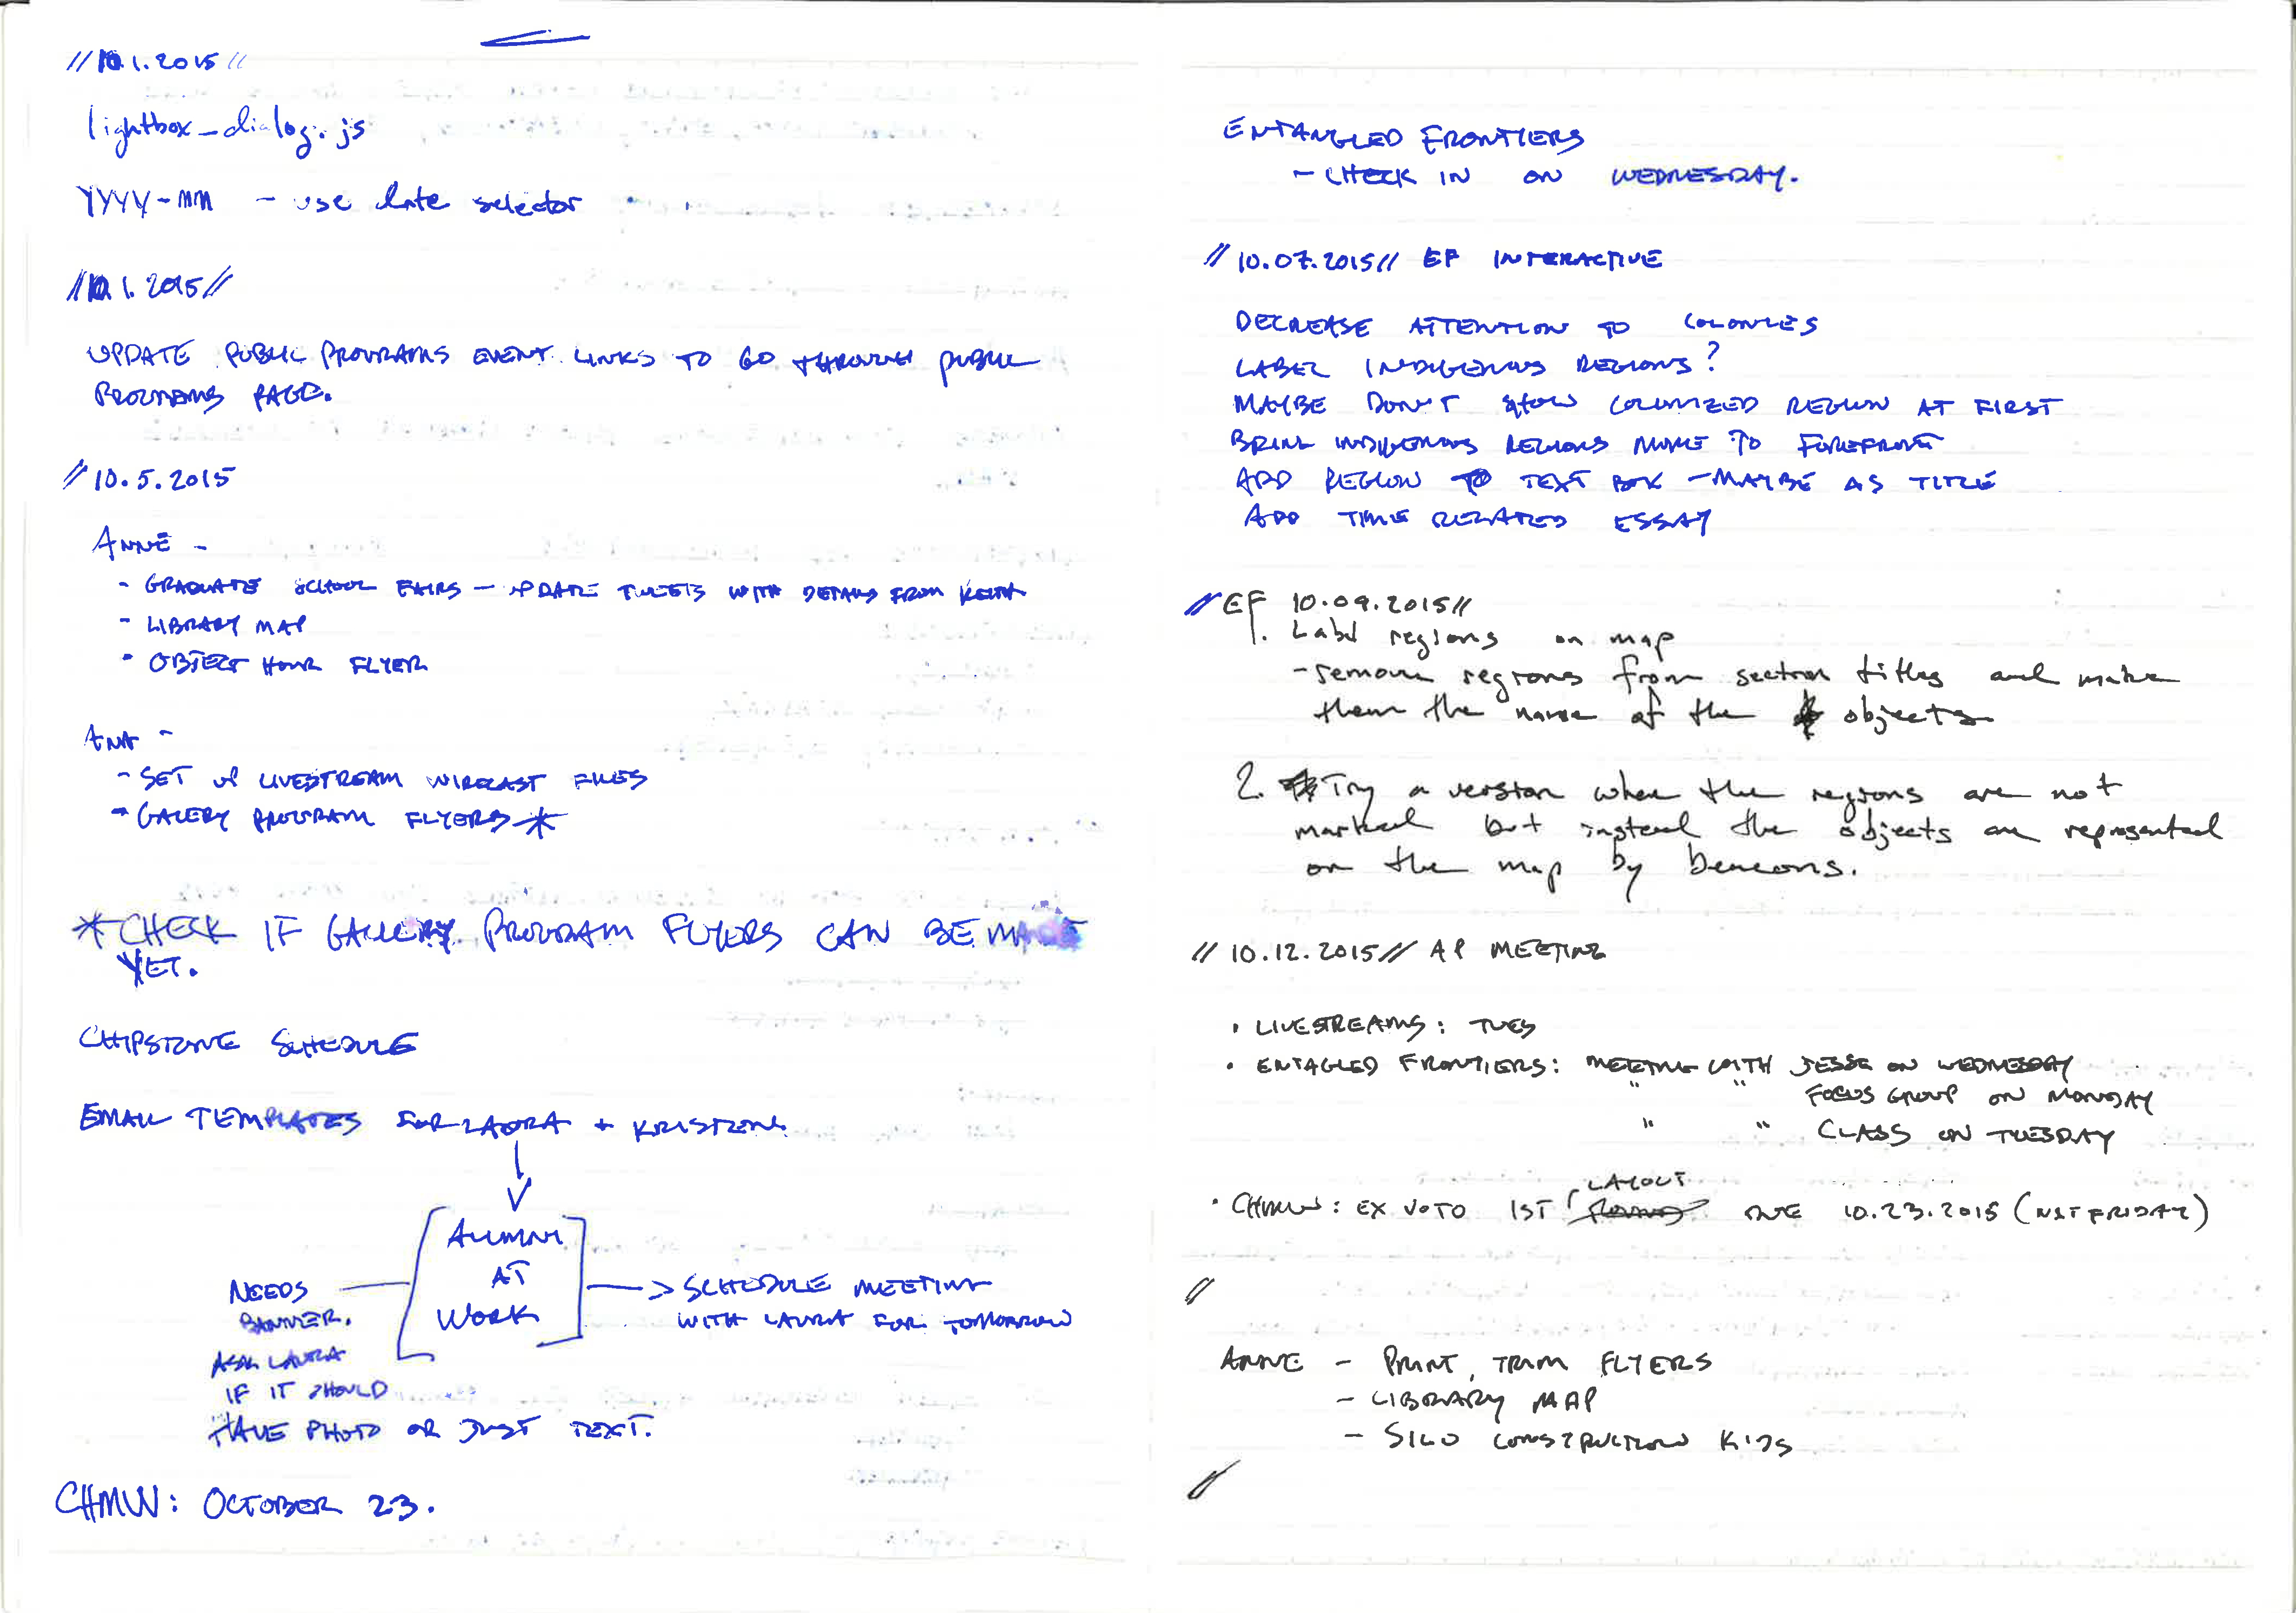 // 10.1.2015 //
lightbox_dialog.js
YYYY-MM - use date selector
// 10.1.2015 //
UPDATE PUBLIC PROGRAMS EVENT LINKS TO GO THROUGH PUBLIC
PROGRAMS PAGE.
// 10.5.2015
ANNE -
- GRADUATE SCHOOL FAIRS - UPDATE TWEETS WITH DETAILS FROM KEITH
- LIBRARY MAP
- OBJECT HOUR FLYER
ANA -
- SET UP LIVESTREAM WIRECAST FILES
- GALLERY PROGRAM FLYERS *
* CHECK IF GALLERY PROGRAM FLYERS CAN BE MADE
YET.
CHIPSTONE SCHEDULE
EMAIL TEMPLATES FOR LAURA +
ALUMNI
AT
WORK
NEEDS
BANNER.
ASK LAURA
IF IT SHOULD
HAVE PHOTO OR JUST TEXT.
> SCHEDULE MEETING
WITH LAURA FOR TOMORROW
CHMW: OCTOBER 23.
ENTANGLED FRONTIERS
- CHECK IN ON WEDNESDAY.
// 10.07.2015 // EF INTERACTIVE
DECREASE ATTENTION TO COLONIES
LABEL INDIGENOUS REGIONS?
MAYBE DON'T SHOW COLONIZED REGION AT FIRST
BRING INDIGENOUS REGIONS MORE TO FOREFRONT
ADD REGION TO TEXT BOX - MAYBE AS TITLE
ADD TIME RELATED ESSAY
// EF 10.09.2015 //
1. Label regions on map
- remove regions from section titles and make
them the name of the objects
2. Try a version where the regions are not
marked but instead the objects are represented
on the map by beacons.
// 10.12.2015 // AP MEETING
• LIVESTREAMS: TUES
• ENTAGLED FRONTIERS: MEETING WITH JESSE ON WEDNESDAY
" " FOCUS GROUP ON MONDAY
" " CLASS ON TUESDAY
• CHMW: EX VOTO 1ST LAYOUT DUE 10.23.2015 (NXT FRIDAY)
//
ANNE - PRINT, TRIM FLYERS
- LIBRARY MAP
- SILO CONSTRUCTION KIDS
//